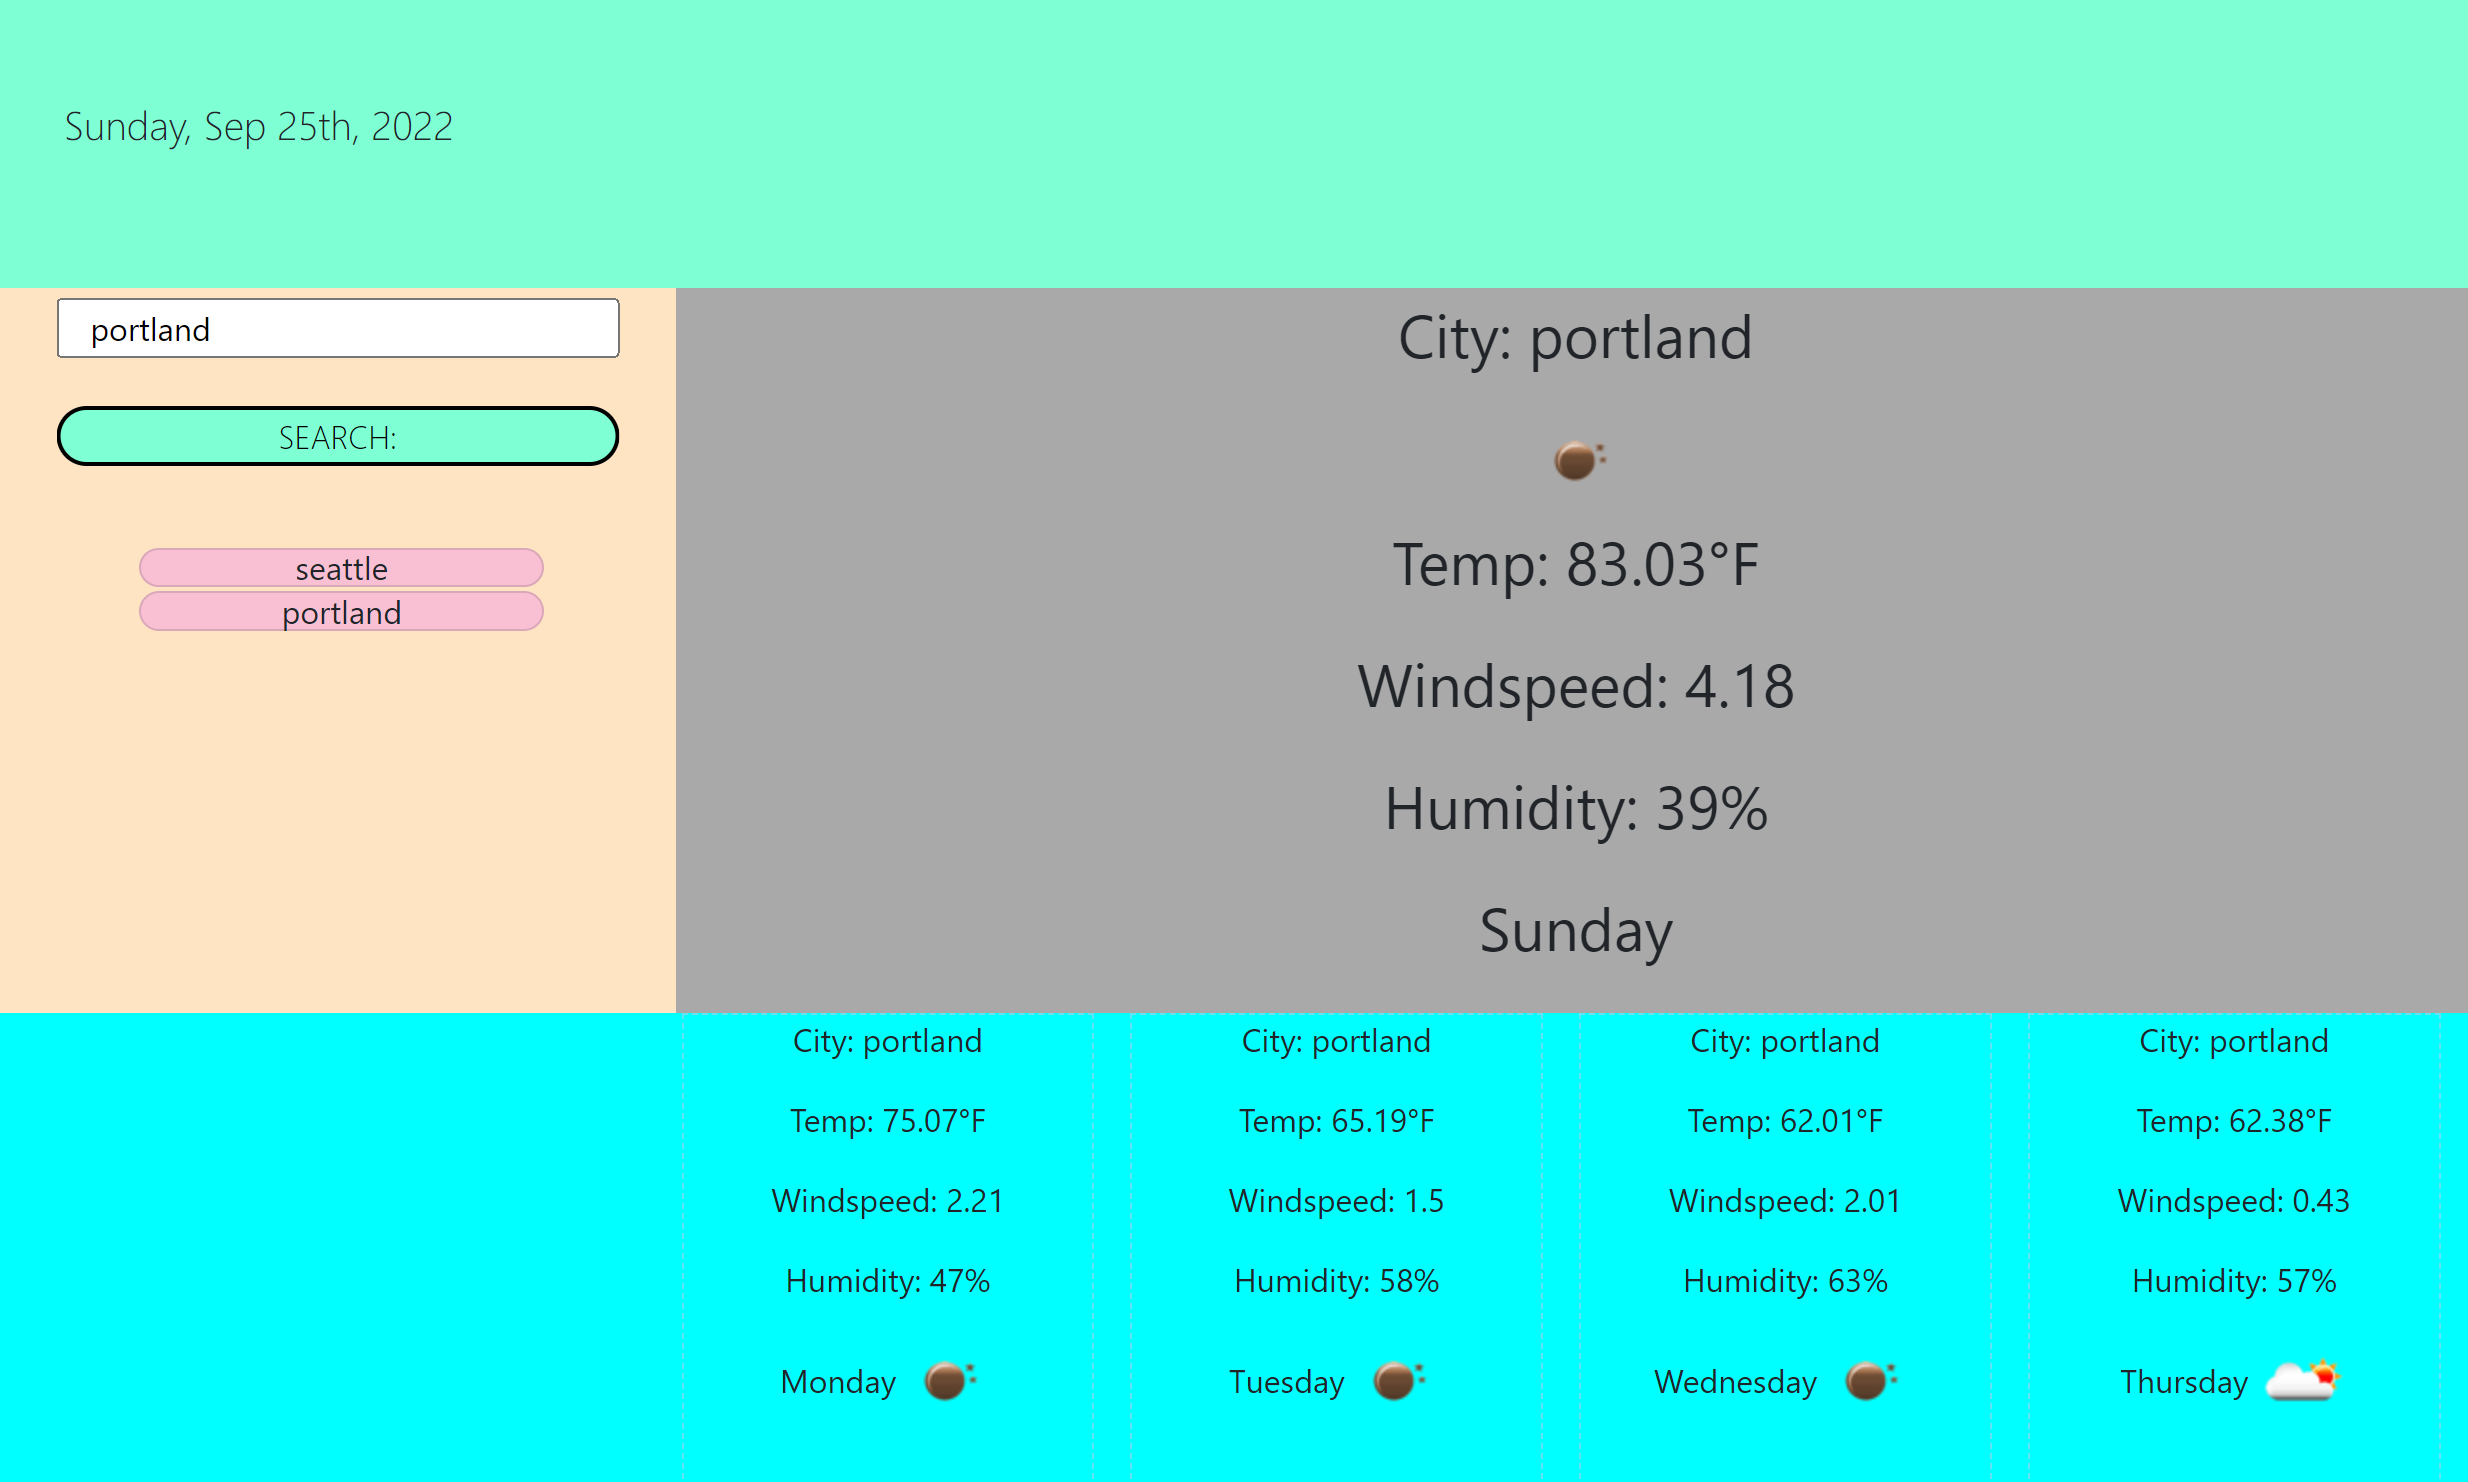 Sunday, Sep 25th, 2022
portland
SEARCH:
seattle
portland
City: portland
Temp: 83.03°F
Windspeed: 4.18
Humidity: 39%
Sunday
City: portland
Temp: 75.07°F
Windspeed: 2.21
Humidity: 47%
Monday
City: portland
Temp: 65.19°F
Windspeed: 1.5
Humidity: 58%
Tuesday
City: portland
Temp: 62.01°F
Windspeed: 2.01
Humidity: 63%
Wednesday
City: portland
Temp: 62.38°F
Windspeed: 0.43
Humidity: 57%
Thursday